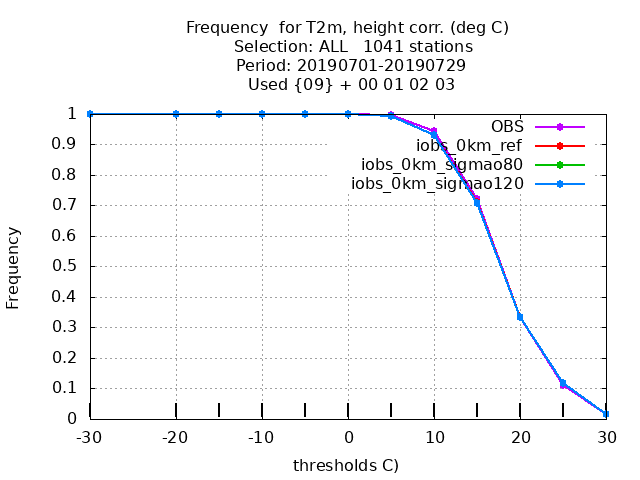 Frequency  for T2m, height corr. (deg C)
Selection: ALL   1041 stations
Period: 20190701-20190729
Used {09} + 00 01 02 03
1
0.9
0.8
0.7
0.6
0.5
0.4
0.3
0.2
0.1
0
Frequency
OBS
iobs_0km_ref
iobs_0km_sigmao80
iobs_0km_sigmao120
-30
-20
-10
0
10
20
30
thresholds C)